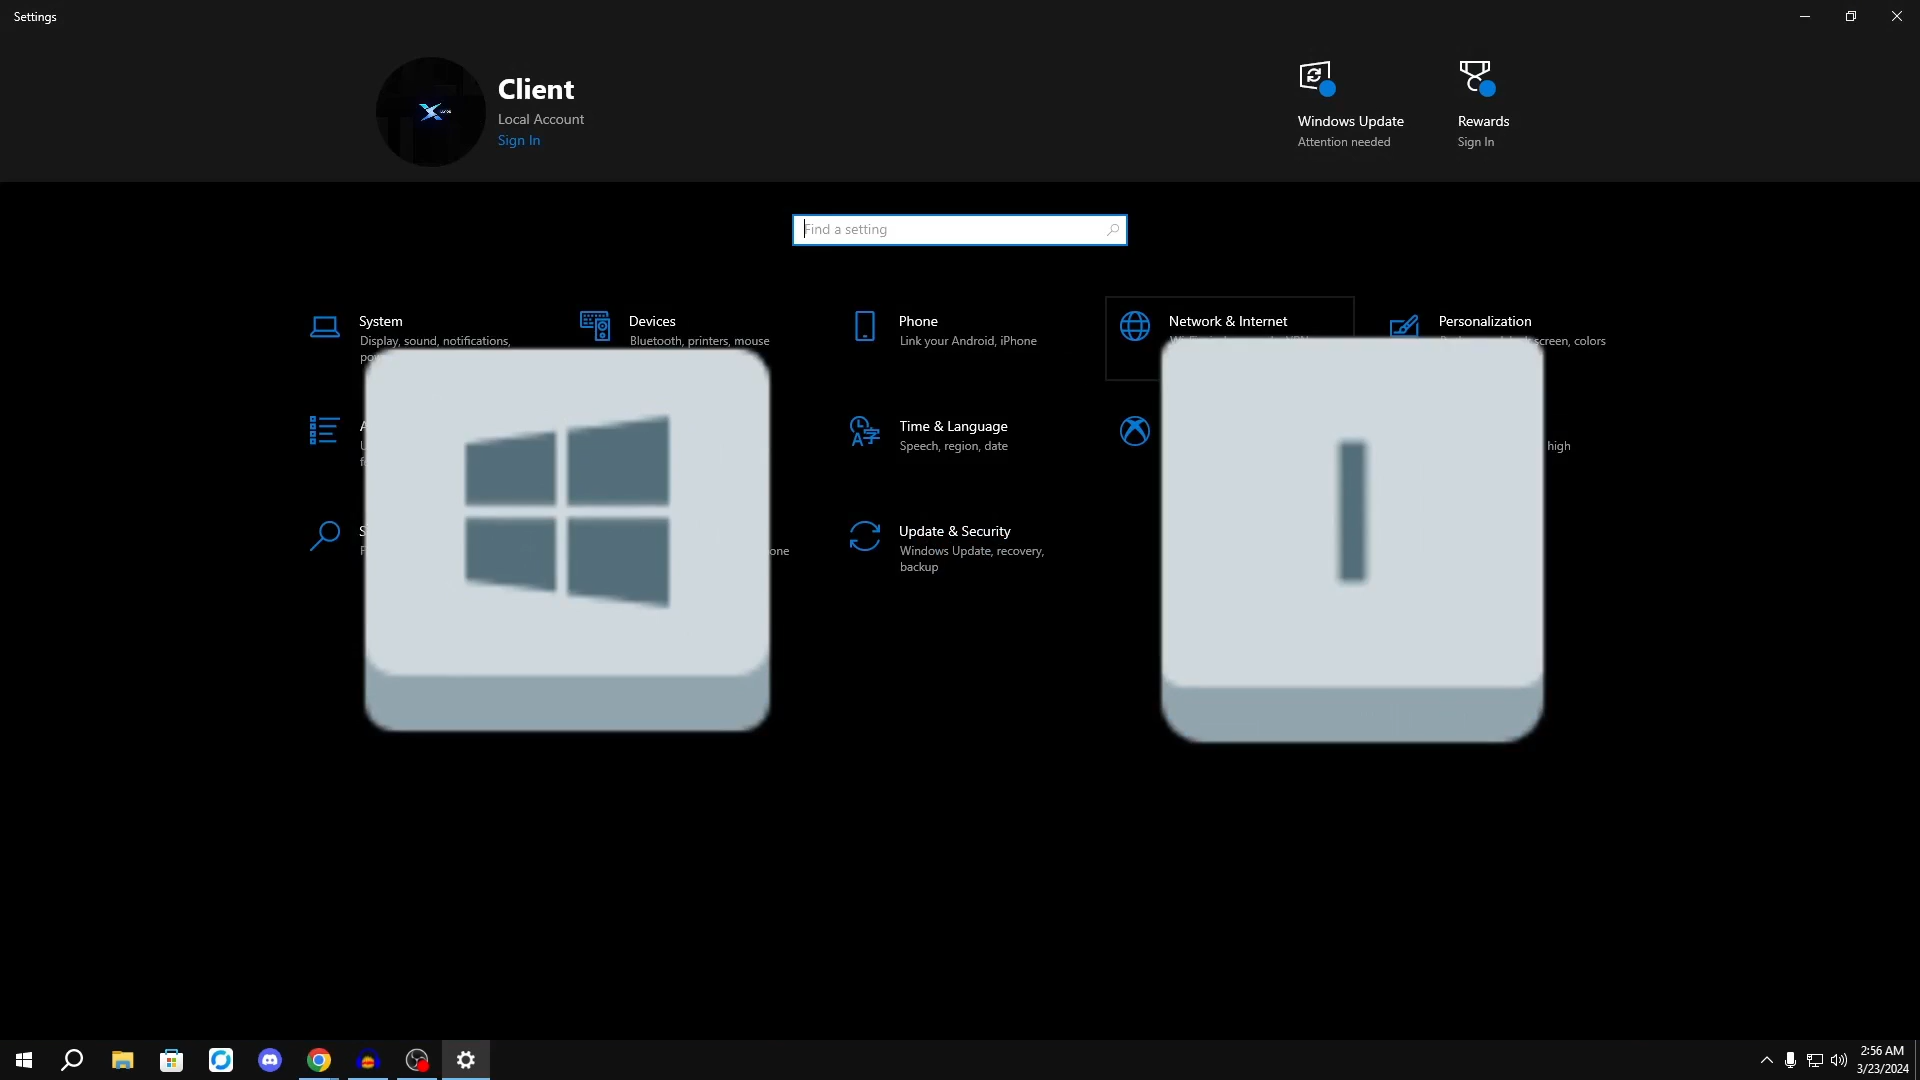 Settings
Client
Local Account
Sign In
Windows Update
Attention needed
Rewards
Sign In
Find a setting
System
Display, sound, notifications,
Devices
Bluetooth, printers, mouse
Phone
Link your Android, iPhone
Network & Internet
Personalization
screen, colors
Time & Language
Speech, region, date
high
Update & Security
Windows Update, recovery,
backup
I
2:56 AM
3/23/2024